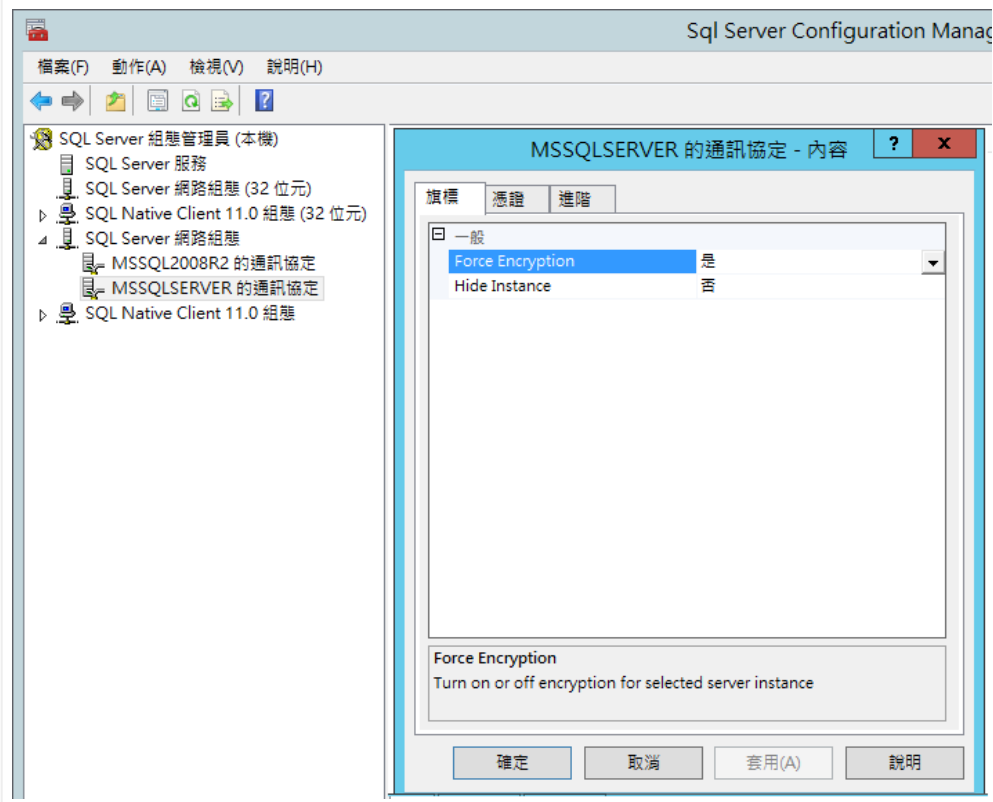 Sql Server Configuration Manag
檔案(F) 動作(A) 檢視(V) 說明(H)
SQL Server 組態管理員 (本機)
SQL Server 服務
SQL Server 網路組態 (32 位元)
SQL Native Client 11.0 組態 (32 位元)
SQL Server 網路組態
MSSQL2008R2 的通訊協定
MSSQLSERVER 的通訊協定
SQL Native Client 11.0 組態
MSSQLSERVER 的通訊協定 - 內容
旗標 憑證 進階
一般
Force Encryption 是
Hide Instance 否
Force Encryption
Turn on or off encryption for selected server instance
確定 取消 套用(A) 說明